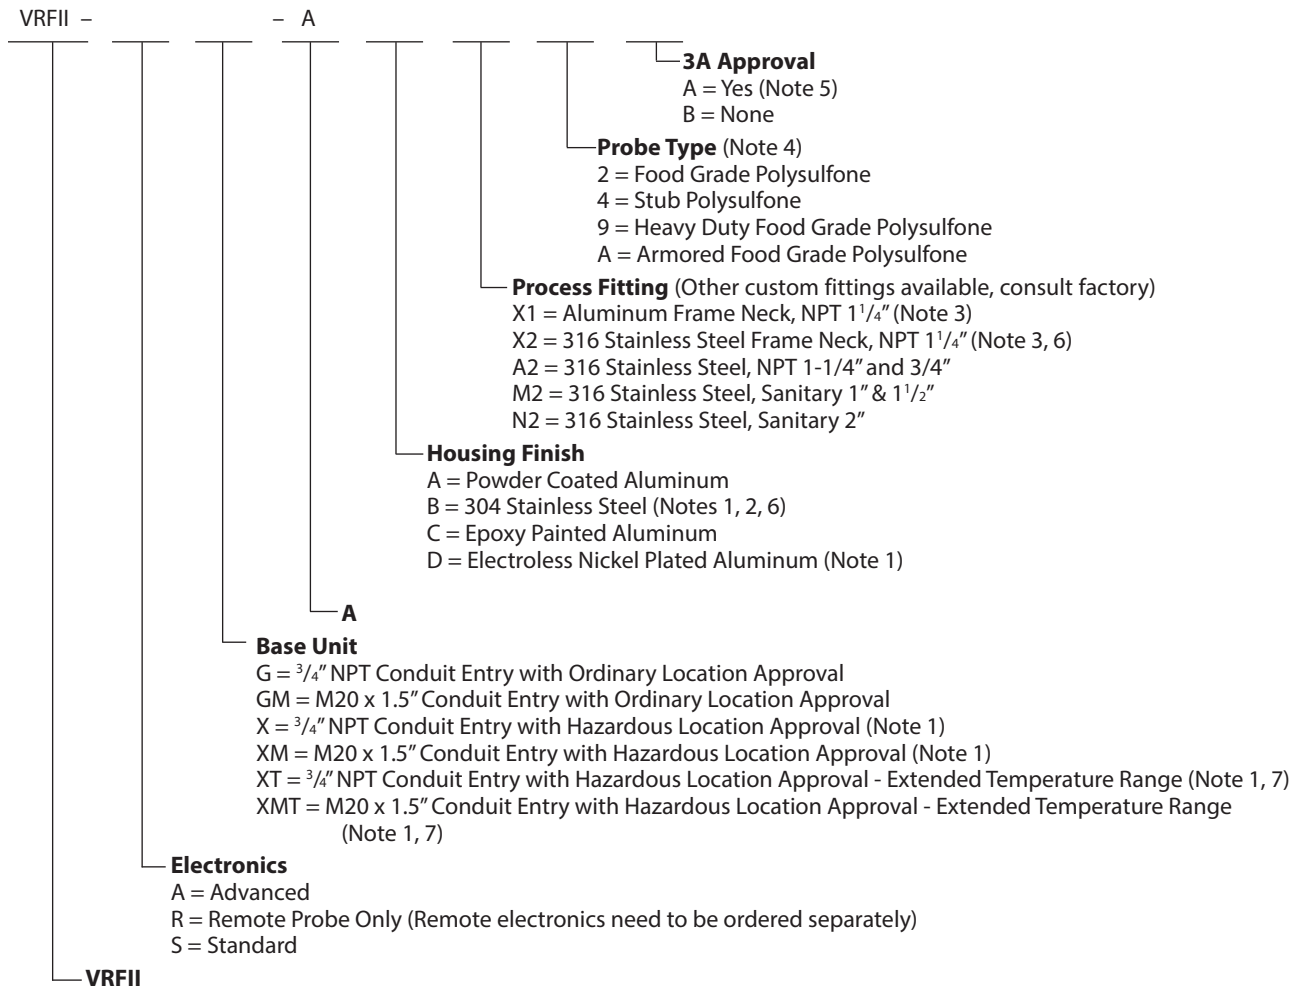 VRFII – – A
3A Approval
A = Yes (Note 5)
B = None
Probe Type (Note 4)
2 = Food Grade Polysulfone
4 = Stub Polysulfone
9 = Heavy Duty Food Grade Polysulfone
A = Armored Food Grade Polysulfone
Process Fitting (Other custom fittings available, consult factory)
X1 = Aluminum Frame Neck, NPT 1 1/4” (Note 3)
X2 = 316 Stainless Steel Frame Neck, NPT 1 1/4” (Note 3, 6)
A2 = 316 Stainless Steel, NPT 1-1/4” and 3/4”
M2 = 316 Stainless Steel, Sanitary 1” & 1 1/2”
N2 = 316 Stainless Steel, Sanitary 2”
Housing Finish
A = Powder Coated Aluminum
B = 304 Stainless Steel (Notes 1, 2, 6)
C = Epoxy Painted Aluminum
D = Electroless Nickel Plated Aluminum (Note 1)
A
Base Unit
G = 3/4” NPT Conduit Entry with Ordinary Location Approval
GM = M20 x 1.5” Conduit Entry with Ordinary Location Approval
X = 3/4” NPT Conduit Entry with Hazardous Location Approval (Note 1)
XM = M20 x 1.5” Conduit Entry with Hazardous Location Approval (Note 1)
XT = 3/4” NPT Conduit Entry with Hazardous Location Approval - Extended Temperature Range (Note 1, 7)
XMT = M20 x 1.5” Conduit Entry with Hazardous Location Approval - Extended Temperature Range
(Note 1, 7)
Electronics
A = Advanced
R = Remote Probe Only (Remote electronics need to be ordered separately)
S = Standard
VRFII